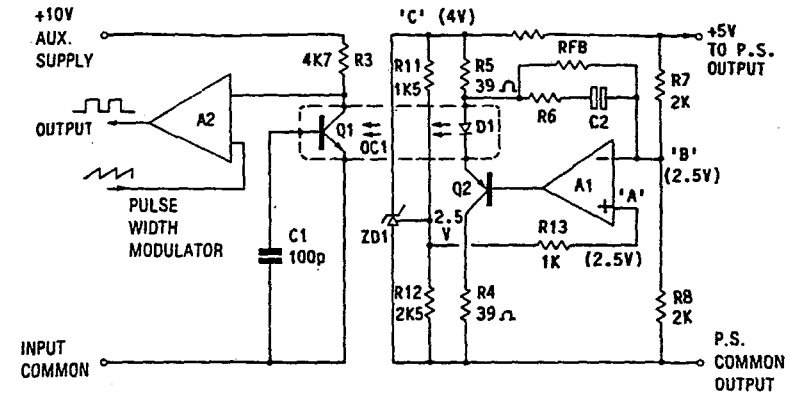 +10V
AUX.
SUPPLY
'C' (4V)
+5V
TO P.S.
OUTPUT
4K7 R3
R11
1K5
R5
39 Ω
RFB
R6
C2
R7
2K
A2
OUTPUT
Q1
OC1
D1
'B'
(2.5V)
A1
'A'
Q2
PULSE
WIDTH
MODULATOR
C1
100p
ZD1
2.5
V
R13
1K
(2.5V)
R12
2K5
R4
39 Ω
R8
2K
INPUT
COMMON
P.S.
COMMON
OUTPUT